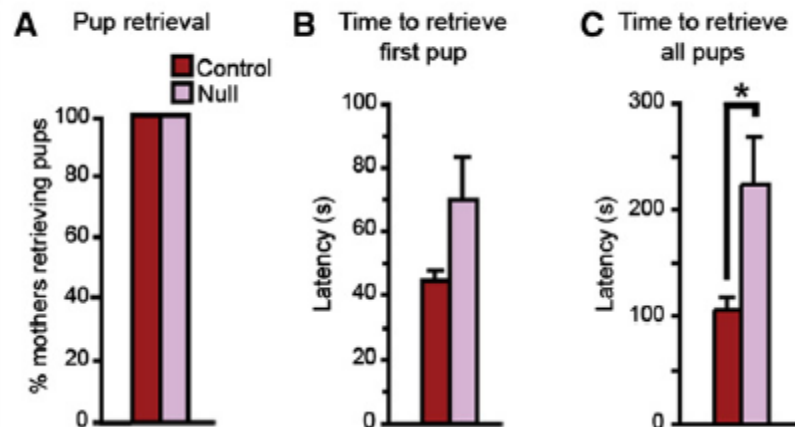 A Pup retrieval
Control
Null
% mothers retrieving pups
100
80
60
40
20
0
B Time to retrieve
first pup
Latency (s)
100
80
60
40
20
0
C Time to retrieve
all pups
*
Latency (s)
300
200
100
0